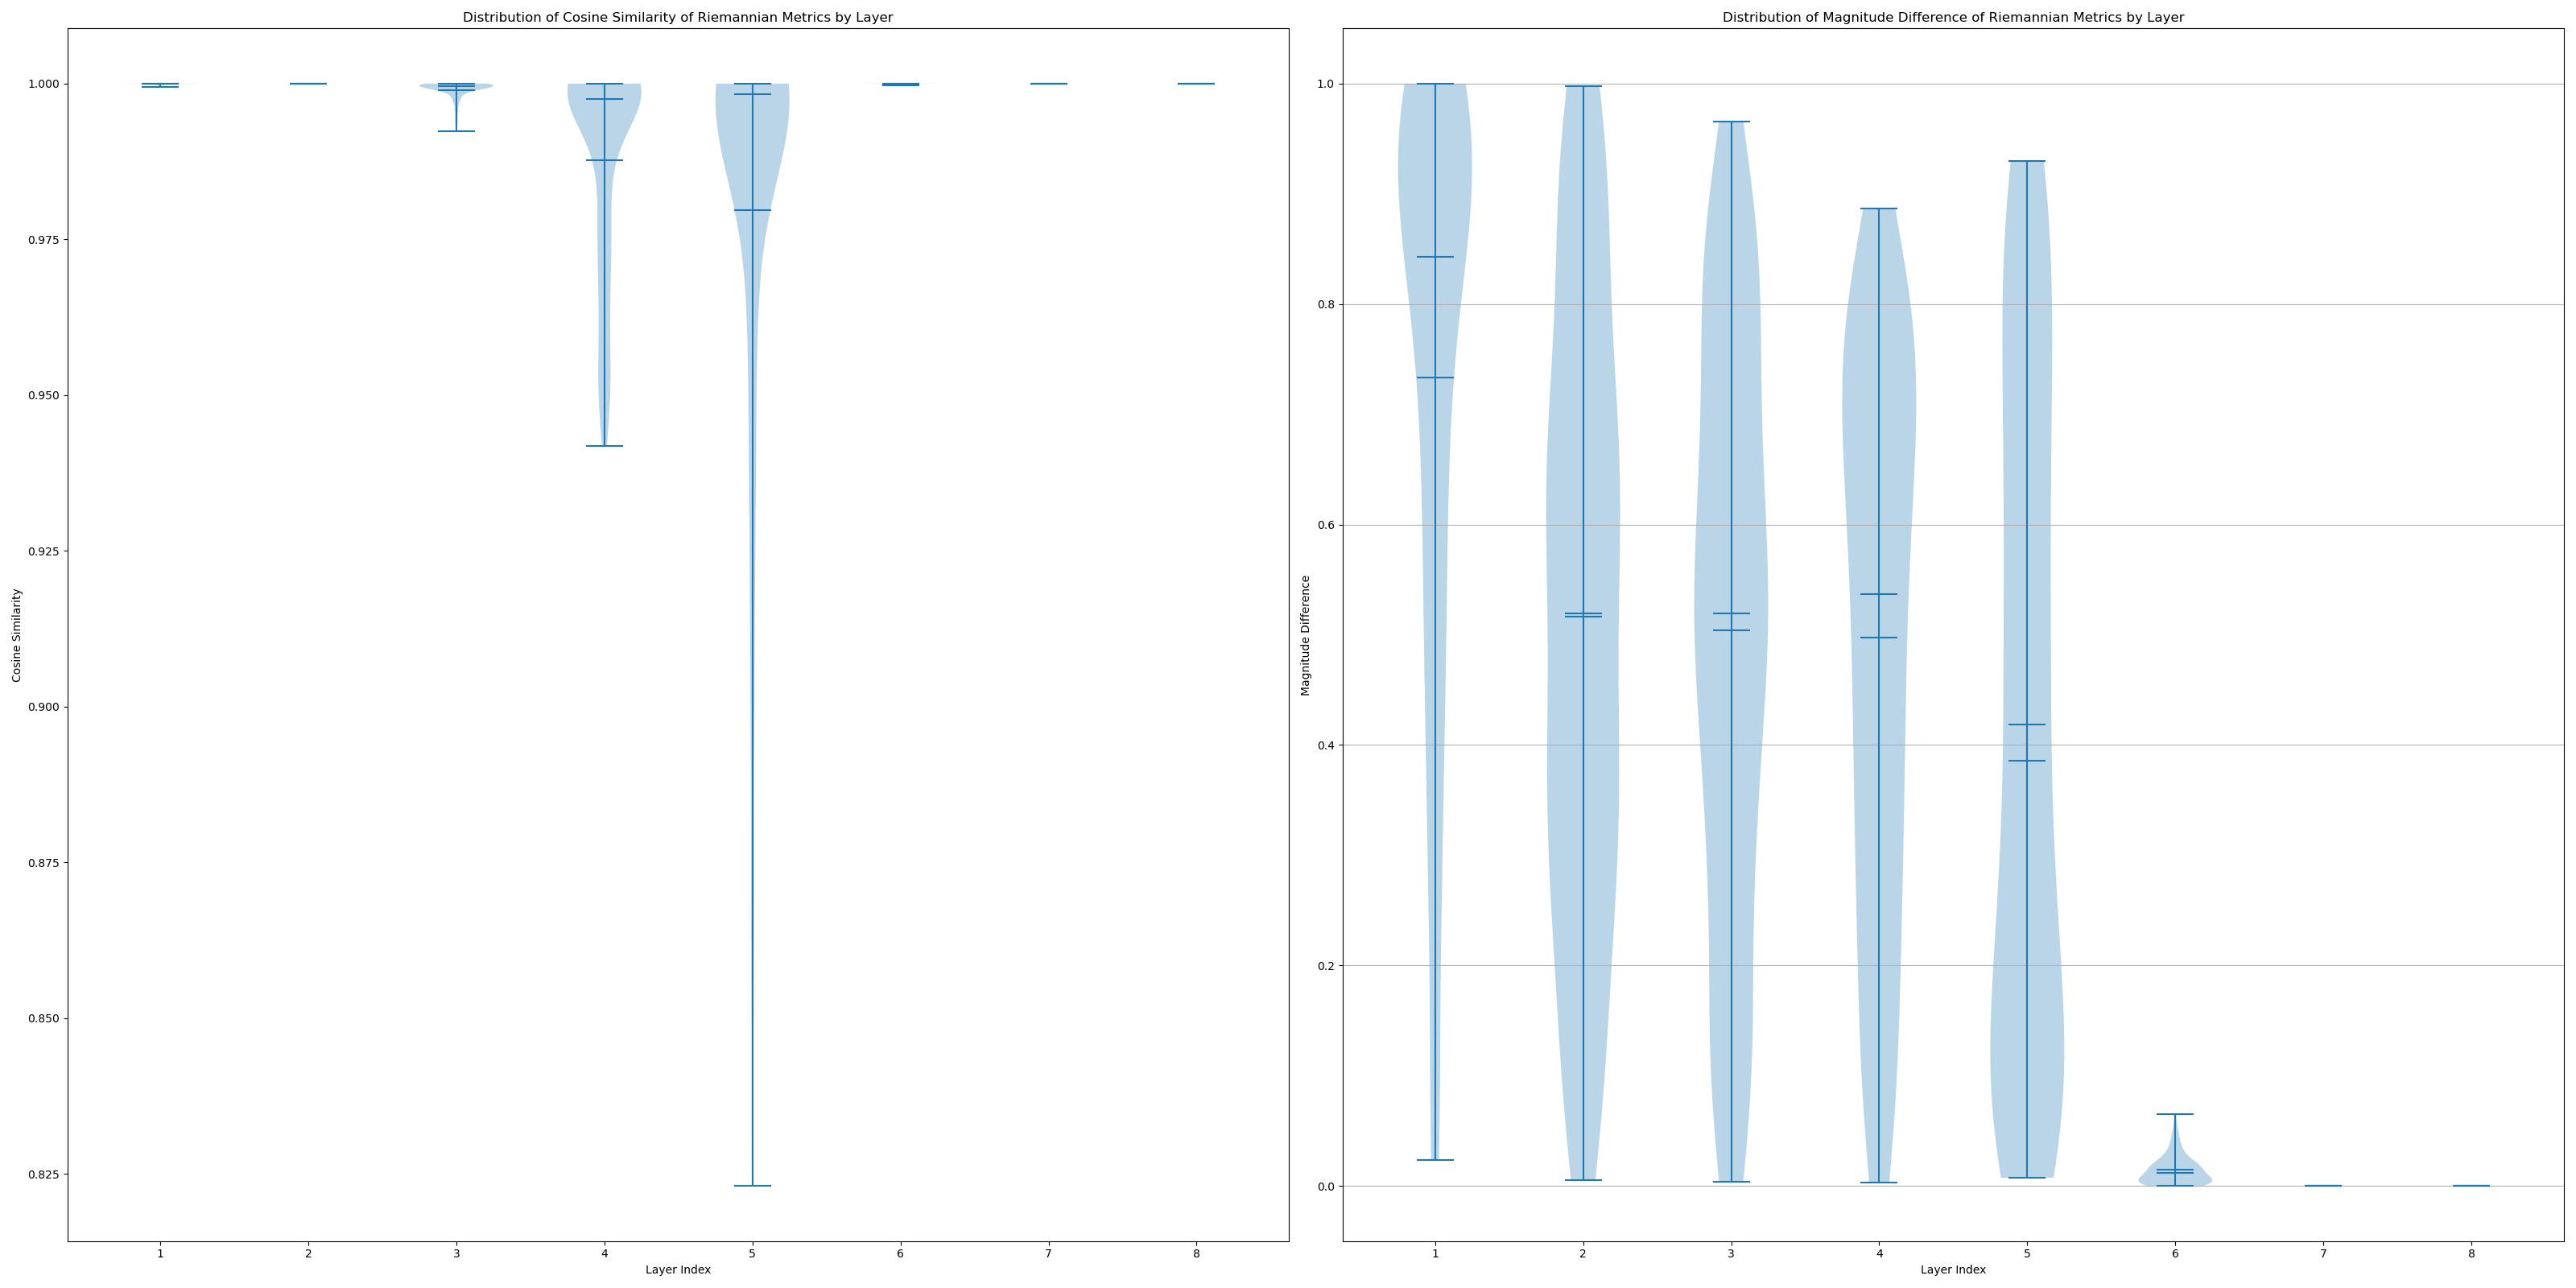 Distribution of Cosine Similarity of Riemannian Metrics by Layer
Cosine Similarity
1.000
0.975
0.950
0.925
0.900
0.875
0.850
0.825
1 2 3 4 5 6 7 8
Layer Index
Distribution of Magnitude Difference of Riemannian Metrics by Layer
Magnitude Difference
1.0
0.8
0.6
0.4
0.2
0.0
1 2 3 4 5 6 7 8
Layer Index